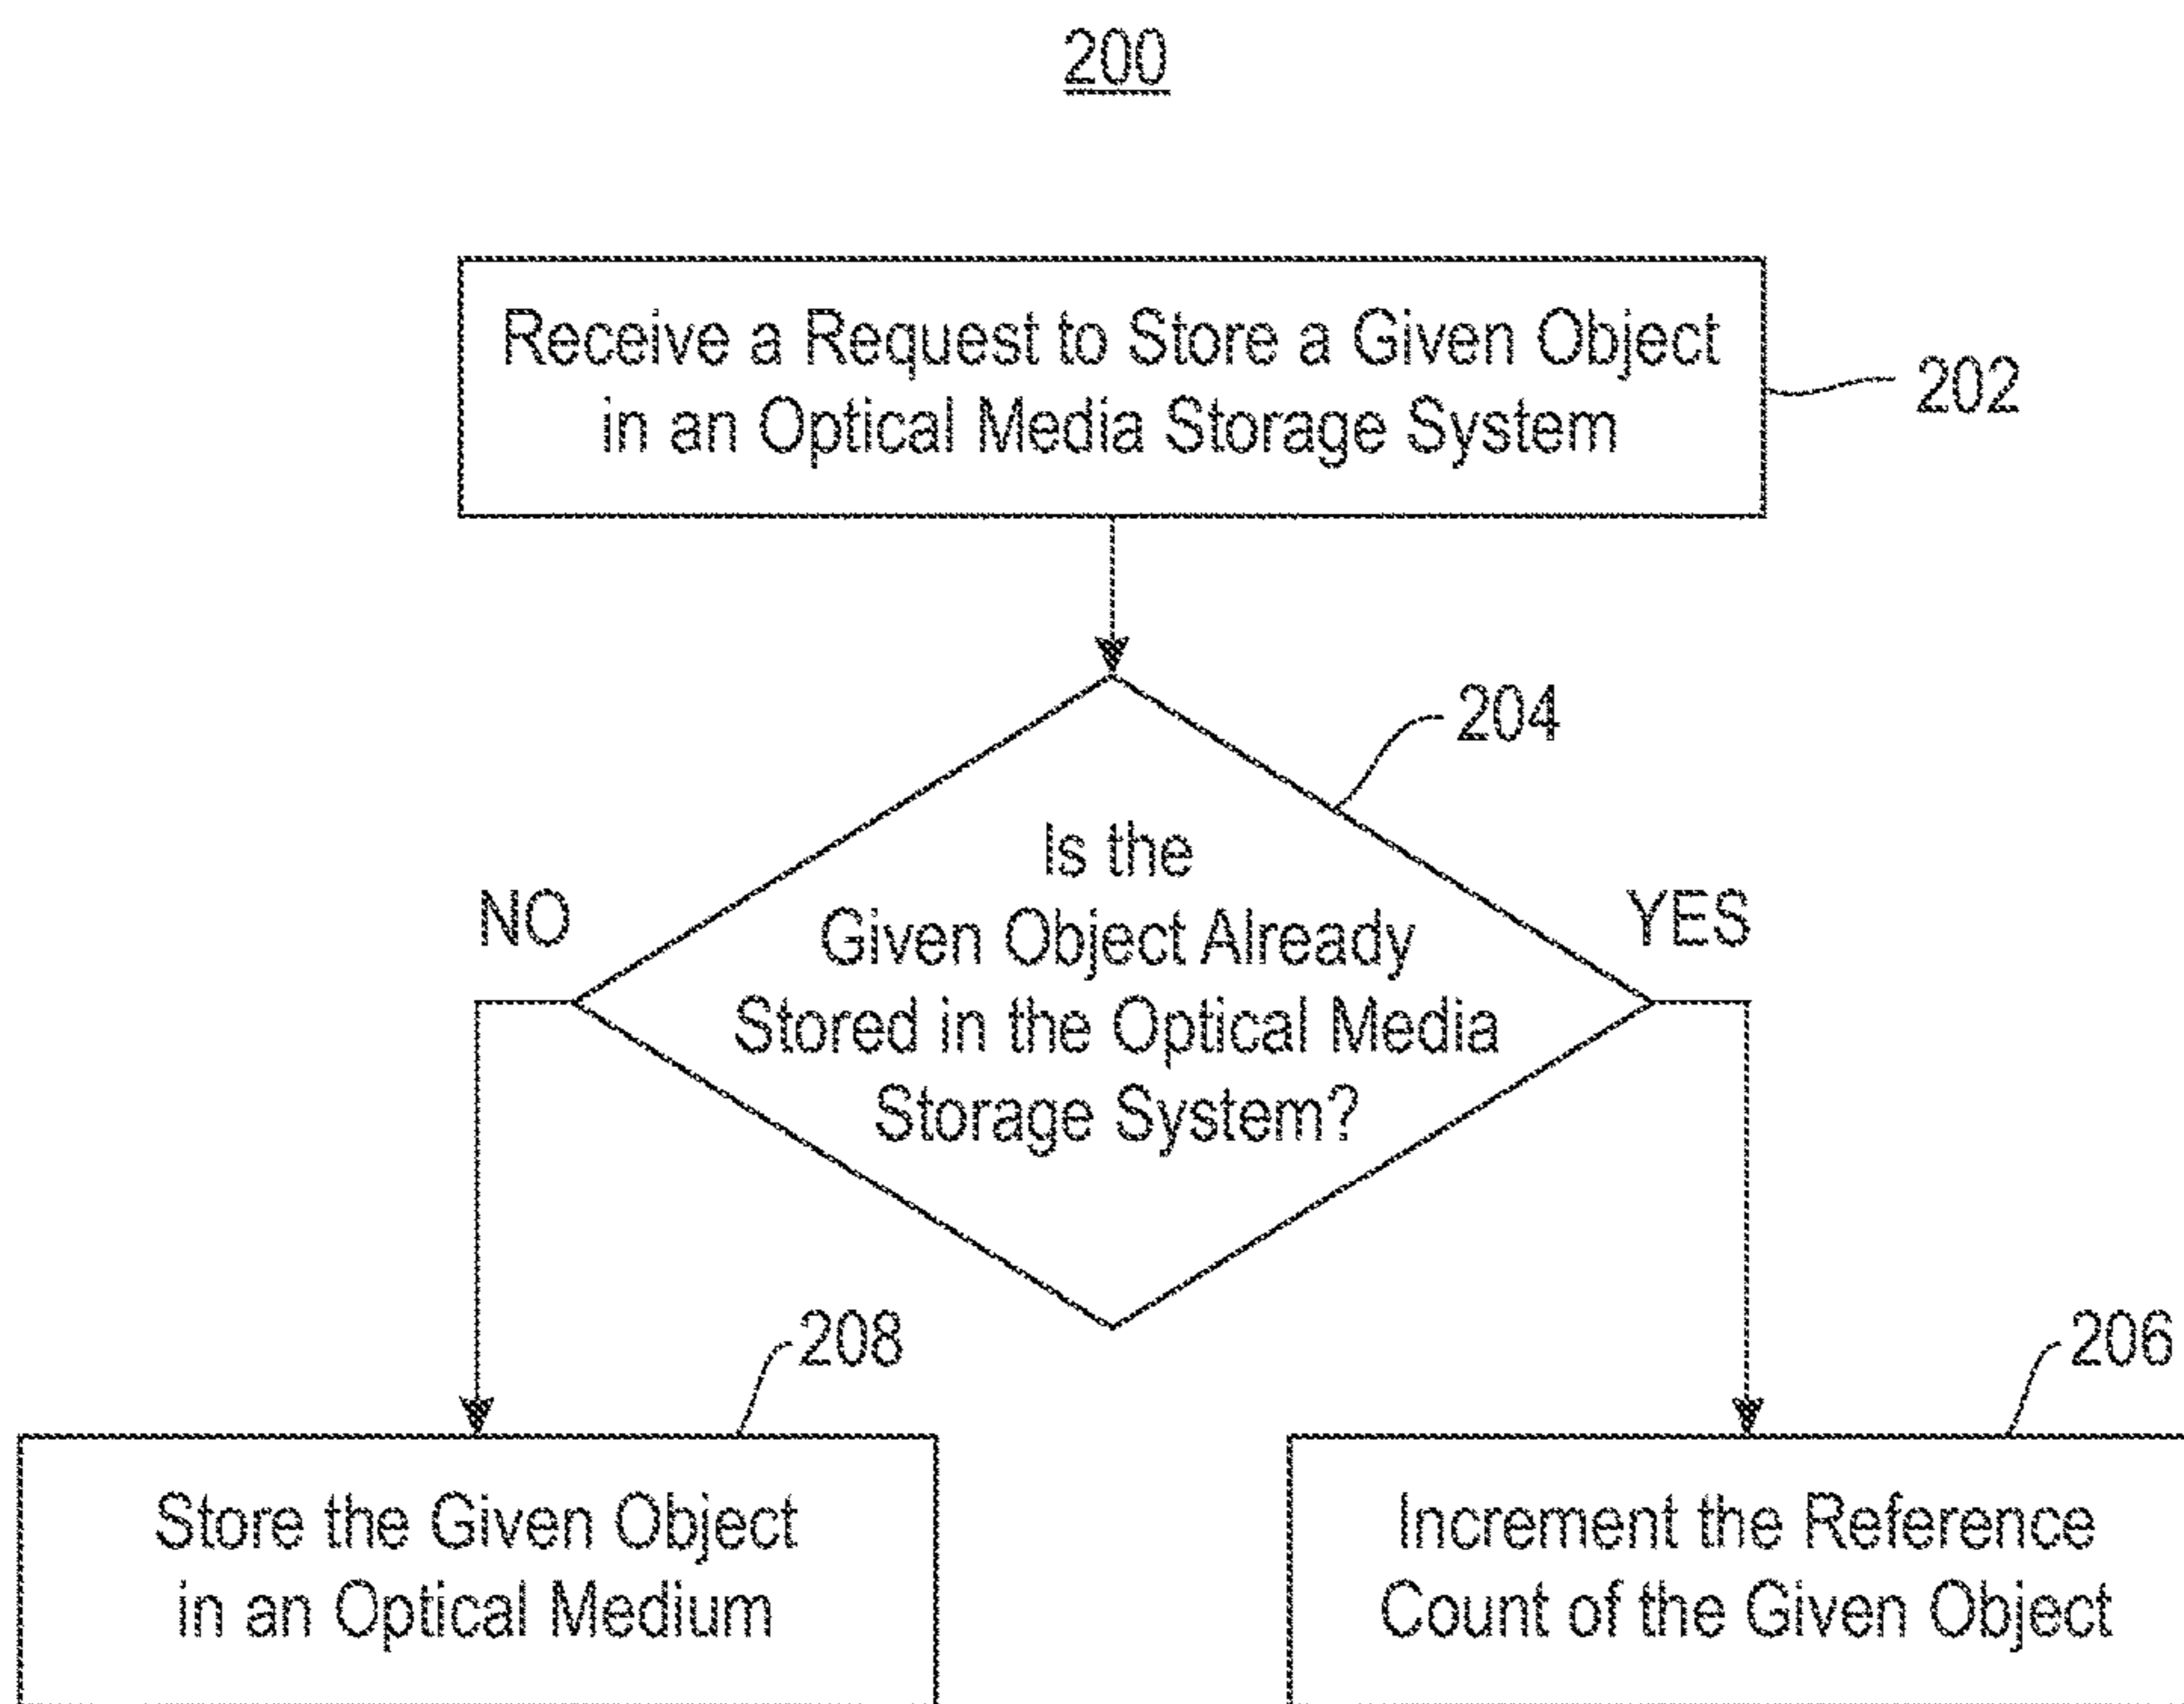 200
Receive a Request to Store a Given Object
in an Optical Media Storage System
202
204
Is the
Given Object Already
Stored in the Optical Media
Storage System?
NO
YES
208
206
Store the Given Object
in an Optical Medium
Increment the Reference
Count of the Given Object